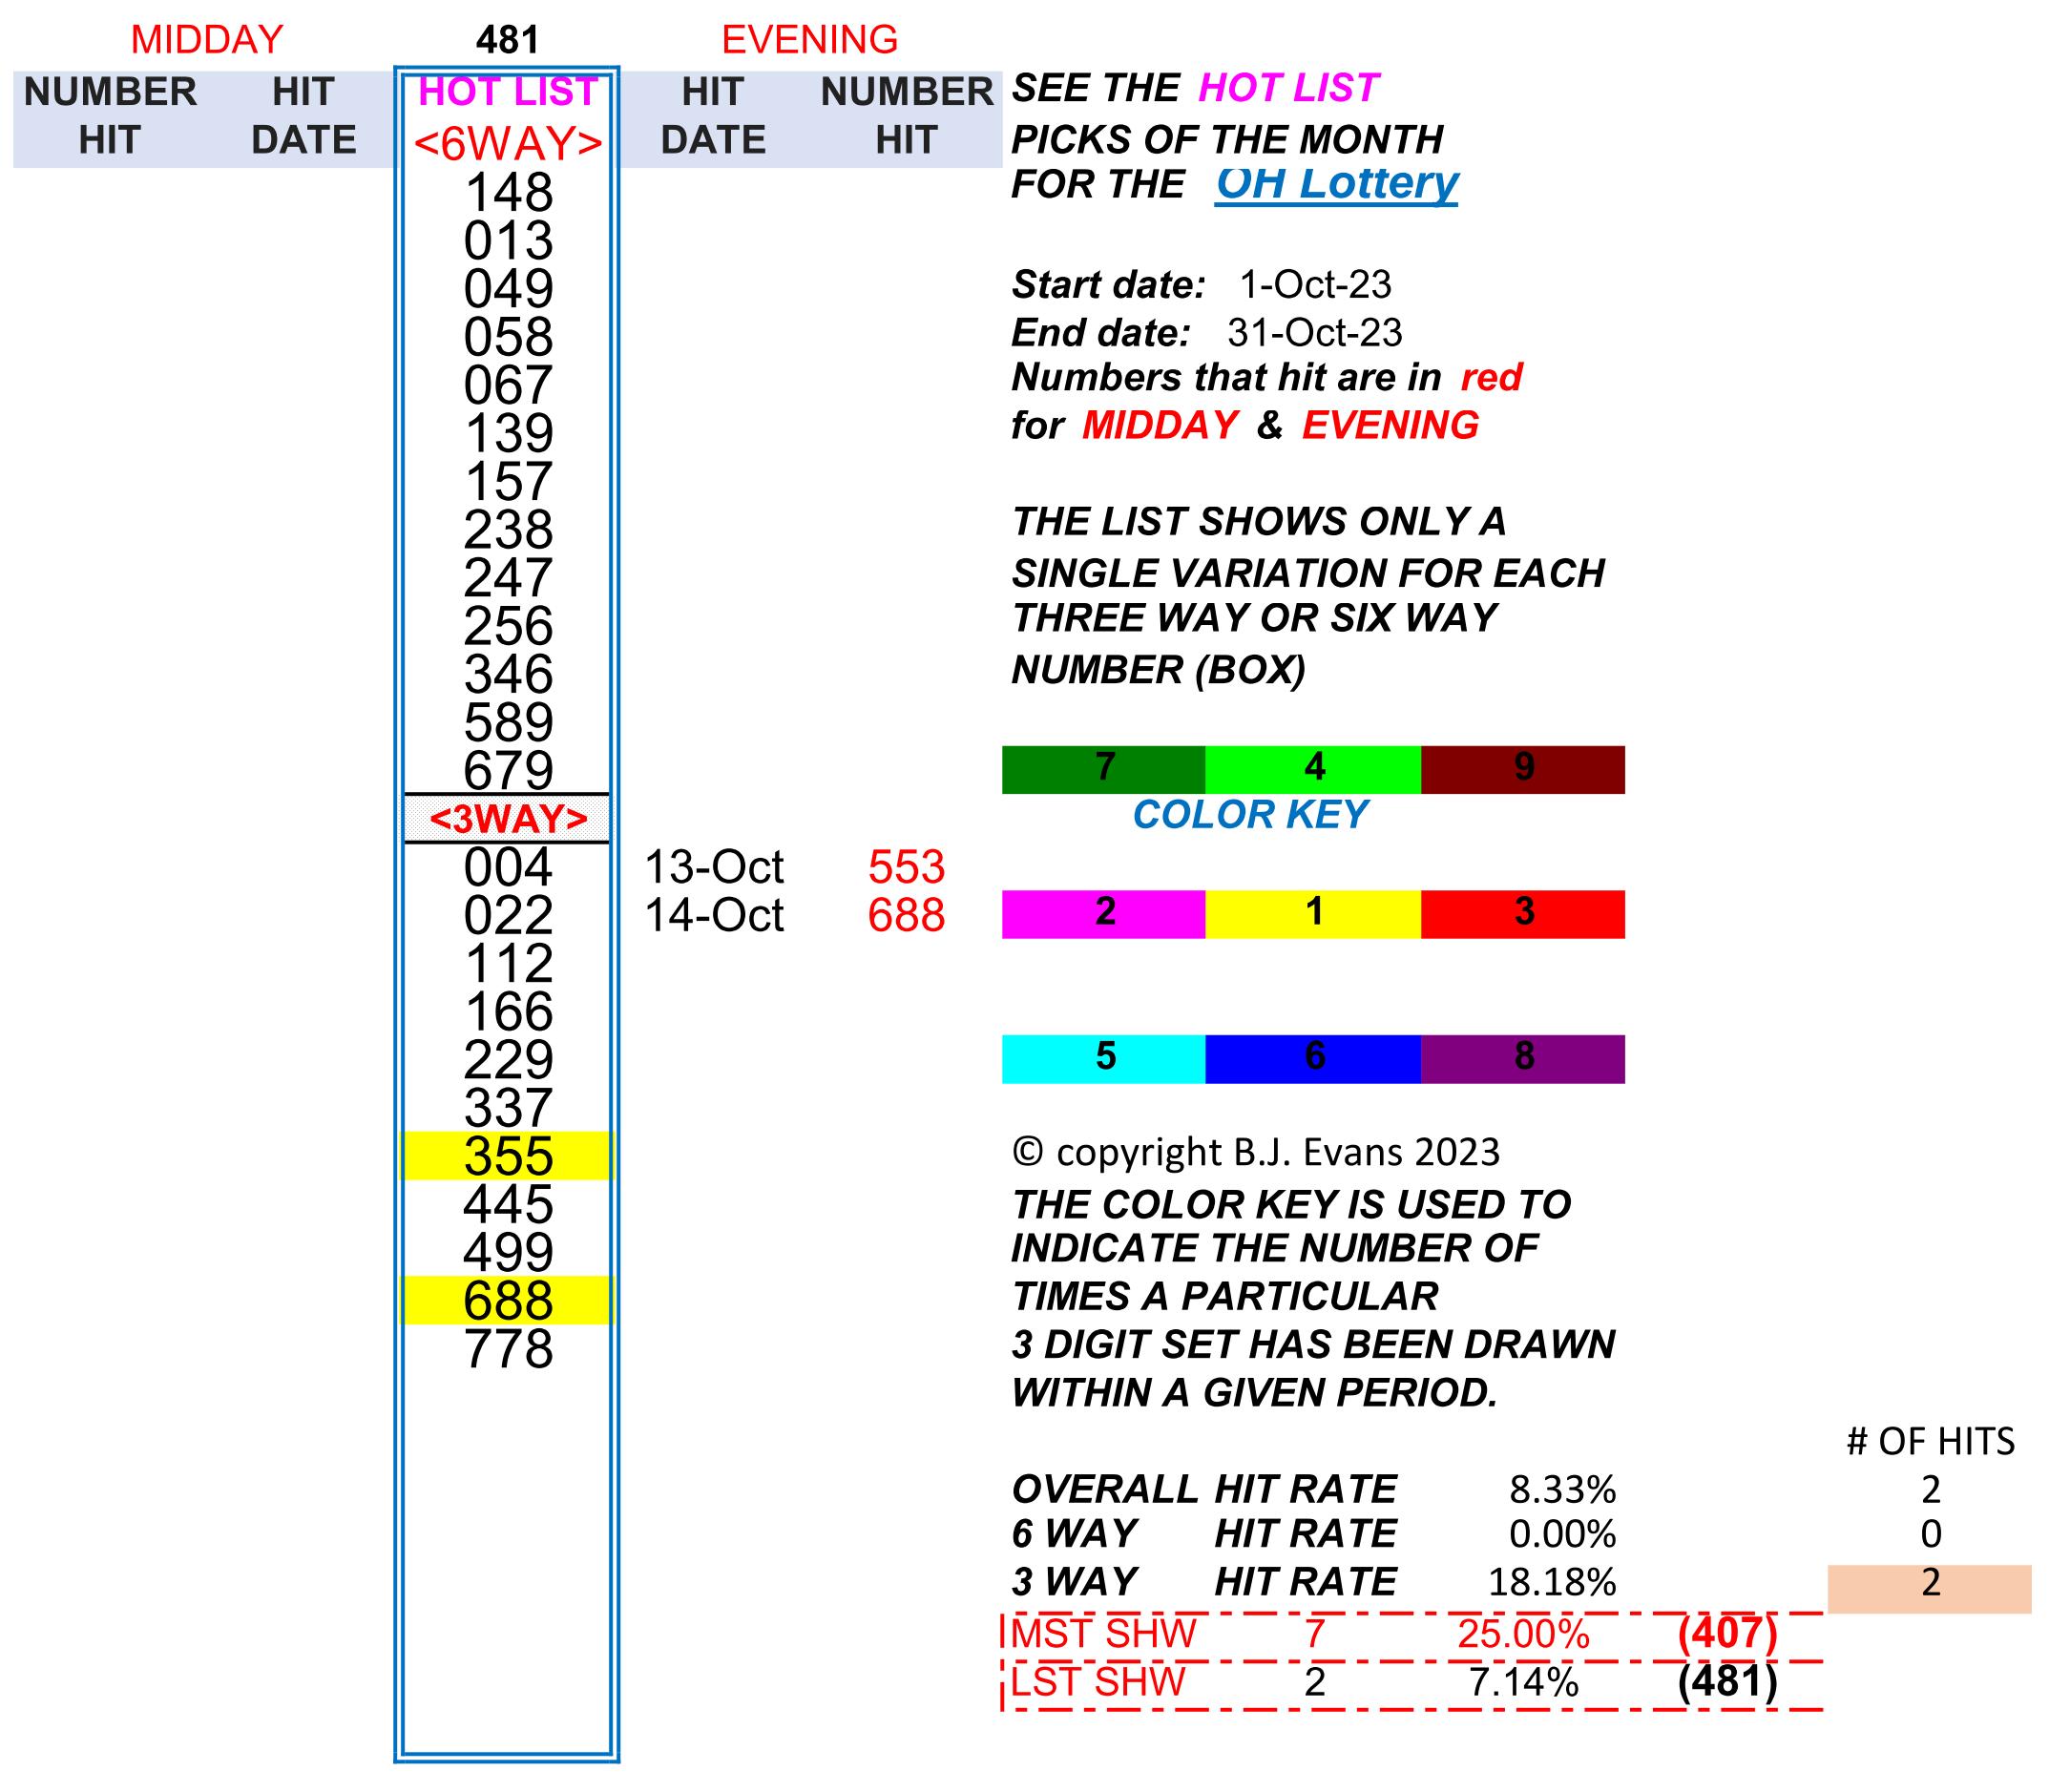 MIDDAY 481 EVENING
NUMBER HIT HOT LIST HIT NUMBER
HIT DATE <6WAY> DATE HIT
148
013
049
058
067
139
157
238
247
256
346
589
679
<3WAY>
004 13-Oct 553
022 14-Oct 688
112
166
229
337
355
445
499
688
778
SEE THE HOT LIST
PICKS OF THE MONTH
FOR THE OH Lottery
Start date: 1-Oct-23
End date: 31-Oct-23
Numbers that hit are in red
for MIDDAY & EVENING
THE LIST SHOWS ONLY A
SINGLE VARIATION FOR EACH
THREE WAY OR SIX WAY
NUMBER (BOX)
7 4 9
COLOR KEY
2 1 3
5 6 8
© copyright B.J. Evans 2023
THE COLOR KEY IS USED TO
INDICATE THE NUMBER OF
TIMES A PARTICULAR
3 DIGIT SET HAS BEEN DRAWN
WITHIN A GIVEN PERIOD.
# OF HITS
OVERALL HIT RATE 8.33% 2
6 WAY HIT RATE 0.00% 0
3 WAY HIT RATE 18.18% 2
MST SHW 7 25.00% (407)
LST SHW 2 7.14% (481)